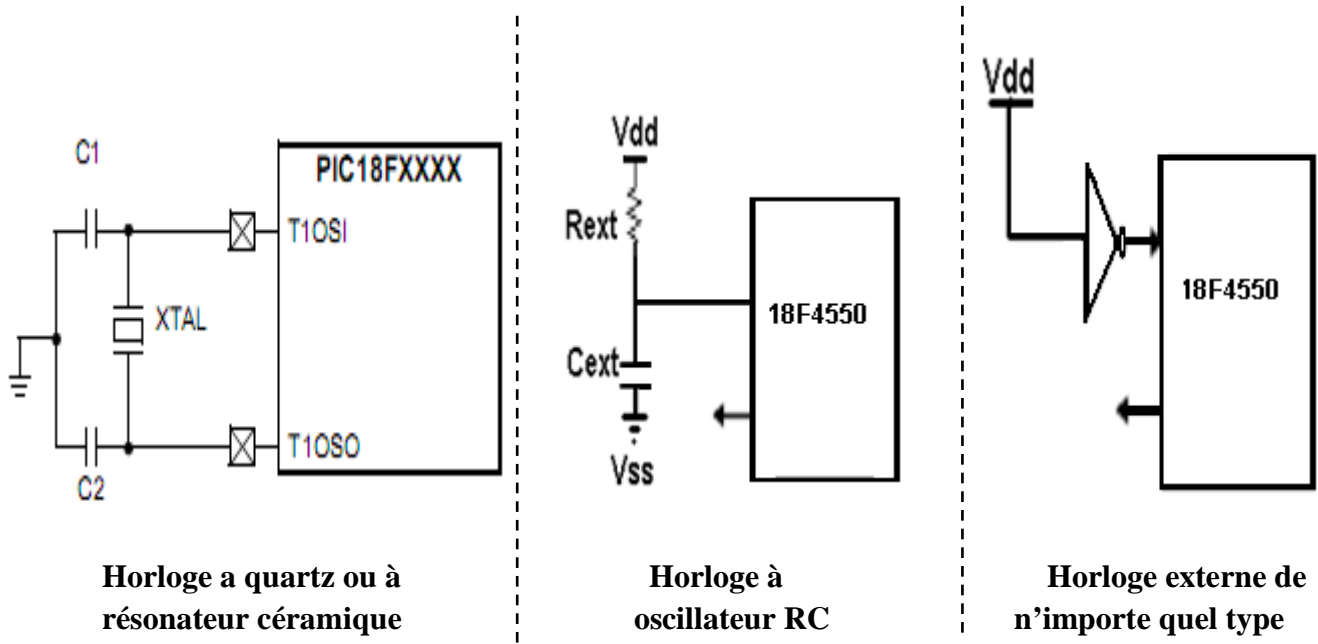 C1
PIC18FXXXX
T1OSI
XTAL
T1OSO
C2
Horloge a quartz ou à
résonateur céramique
Vdd
Rext
18F4550
Cext
Vss
Horloge à
oscillateur RC
Vdd
18F4550
Horloge externe de
n’importe quel type